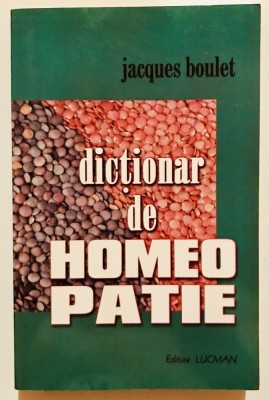 jacques boulet
dicționar
de
HOMEO
PATIE
Editura LUCMAN